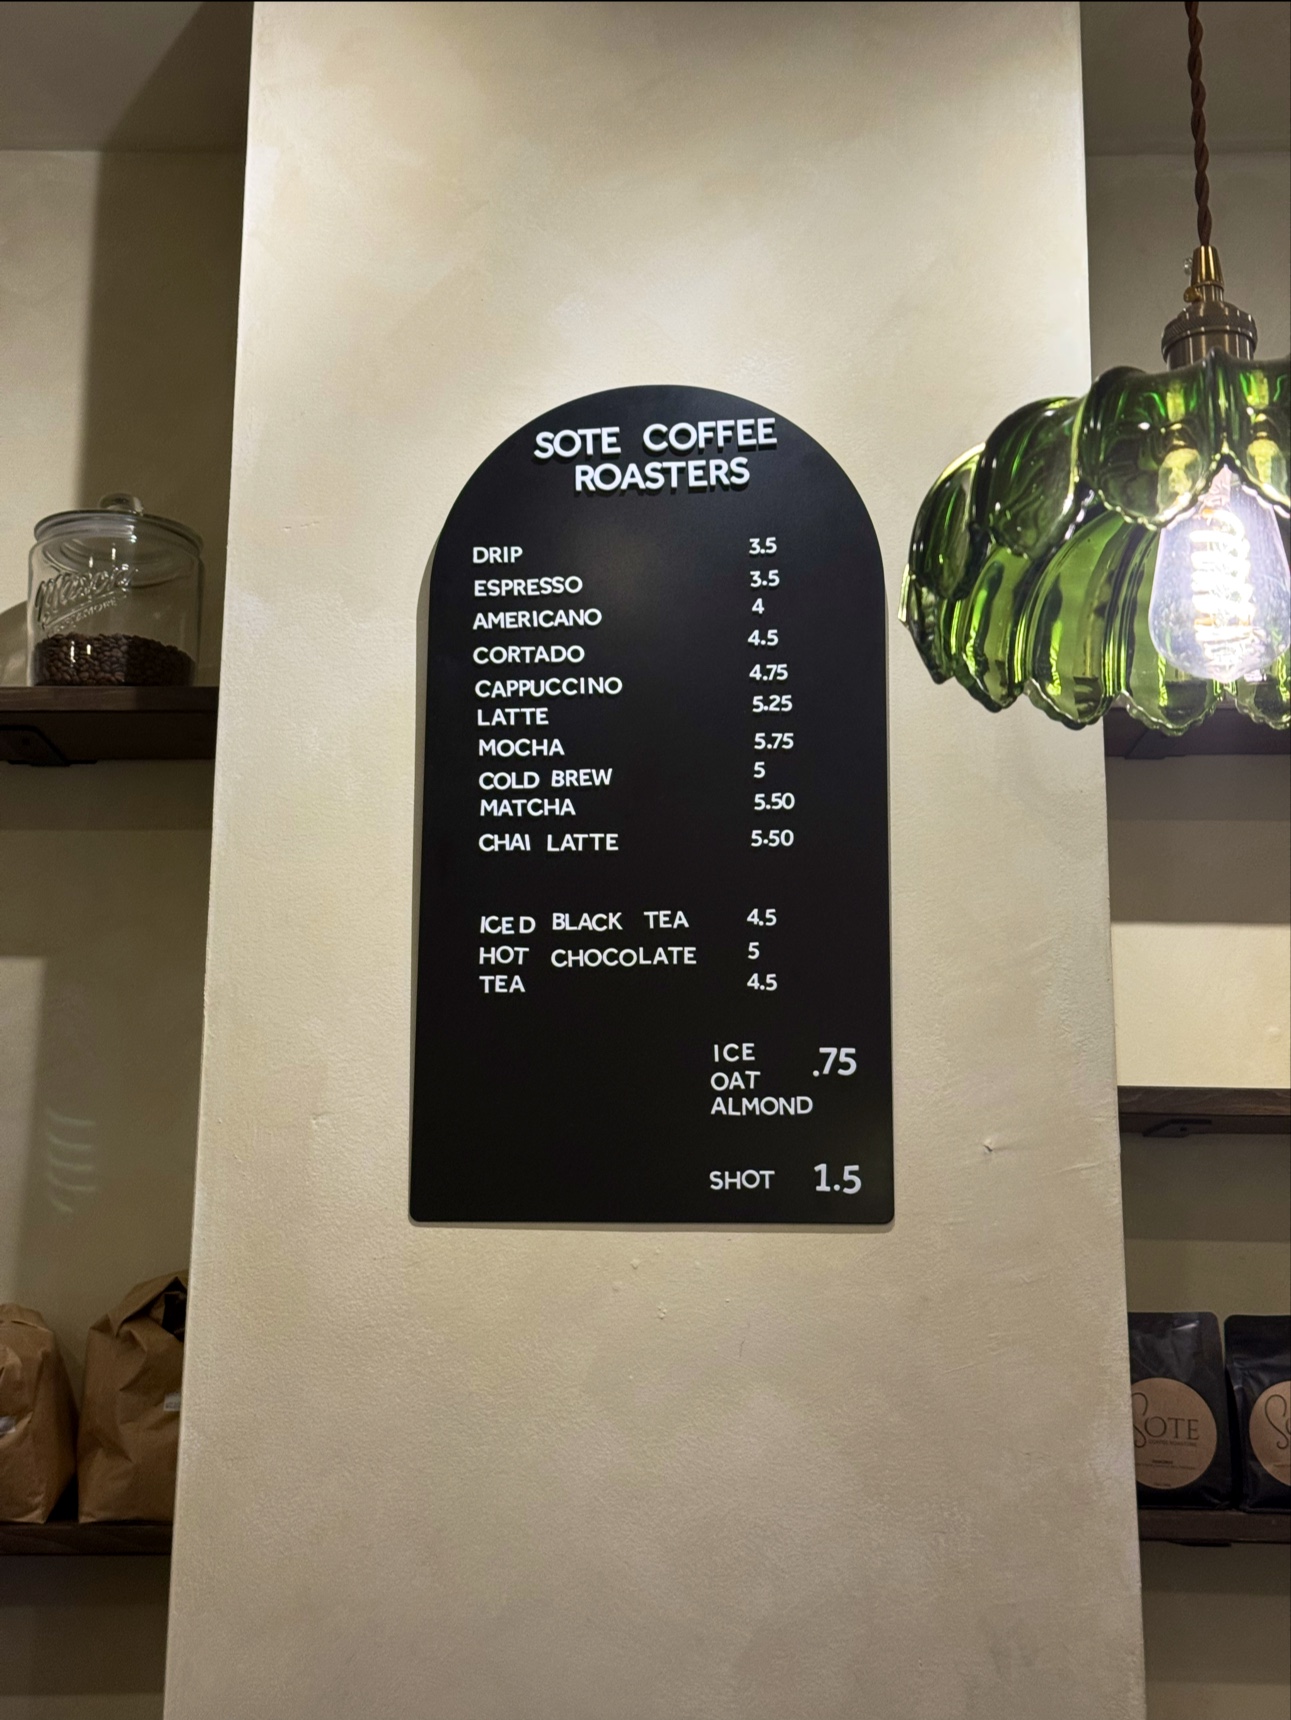 SOTE COFFEE
ROASTERS
DRIP 3.5
ESPRESSO 3.5
AMERICANO 4
CORTADO 4.5
CAPPUCCINO 4.75
LATTE 5.25
MOCHA 5.75
COLD BREW 5
MATCHA 5.50
CHAI LATTE 5.50
ICED BLACK TEA 4.5
HOT CHOCOLATE 5
TEA 4.5
ICE .75
OAT
ALMOND
SHOT 1.5
SOTE